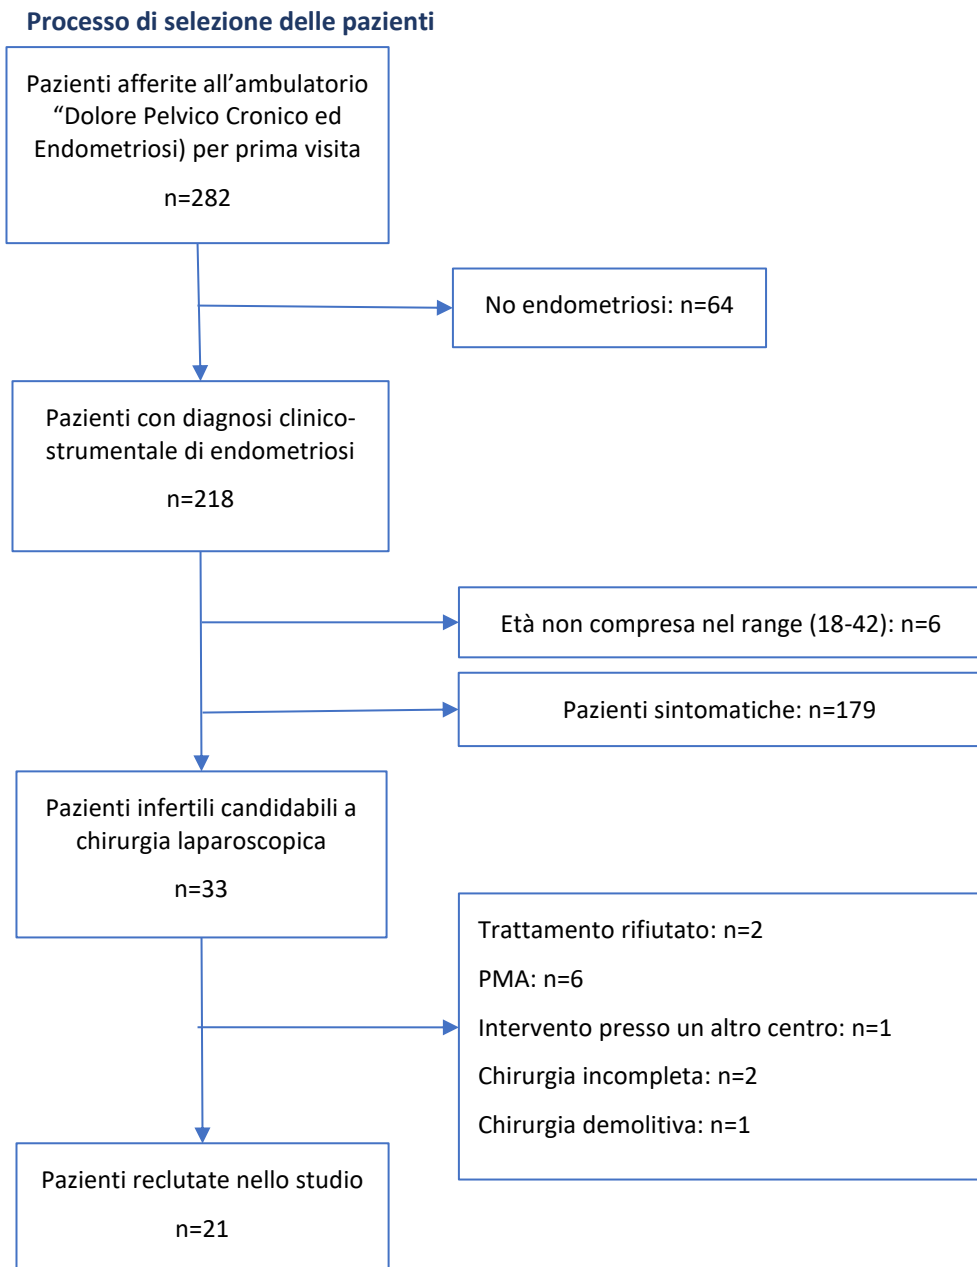 Processo di selezione delle pazienti
Pazienti afferite all’ambulatorio
“Dolore Pelvico Cronico ed
Endometriosi) per prima visita
n=282
No endometriosi: n=64
Pazienti con diagnosi clinico-
strumentale di endometriosi
n=218
Età non compresa nel range (18-42): n=6
Pazienti sintomatiche: n=179
Pazienti infertili candidabili a
chirurgia laparoscopica
n=33
Trattamento rifiutato: n=2
PMA: n=6
Intervento presso un altro centro: n=1
Chirurgia incompleta: n=2
Chirurgia demolitiva: n=1
Pazienti reclutate nello studio
n=21